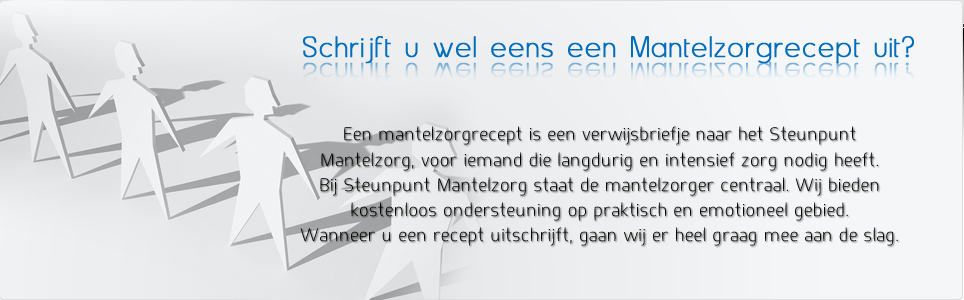 Schrijft u wel eens een Mantelzorgrecept uit?
Een mantelzorgrecept is een verwijsbriefje naar het Steunpunt
Mantelzorg, voor iemand die langdurig en intensief zorg nodig heeft.
Bij Steunpunt Mantelzorg staat de mantelzorger centraal. Wij bieden
kostenloos ondersteuning op praktisch en emotioneel gebied.
Wanneer u een recept uitschrijft, gaan wij er heel graag mee aan de slag.